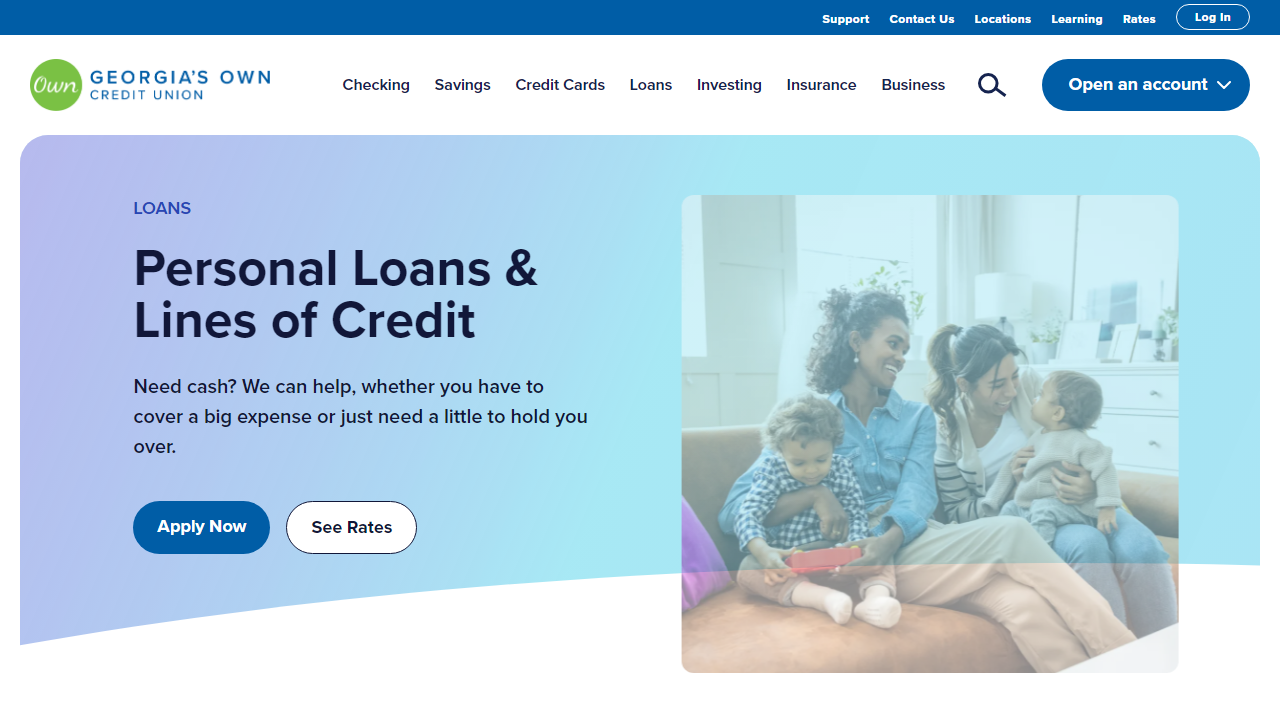 Support Contact Us Locations Learning Rates Log In
Own GEORGIA'S OWN
CREDIT UNION
Checking Savings Credit Cards Loans Investing Insurance Business Open an account
LOANS
Personal Loans &
Lines of Credit
Need cash? We can help, whether you have to
cover a big expense or just need a little to hold you
over.
Apply Now See Rates